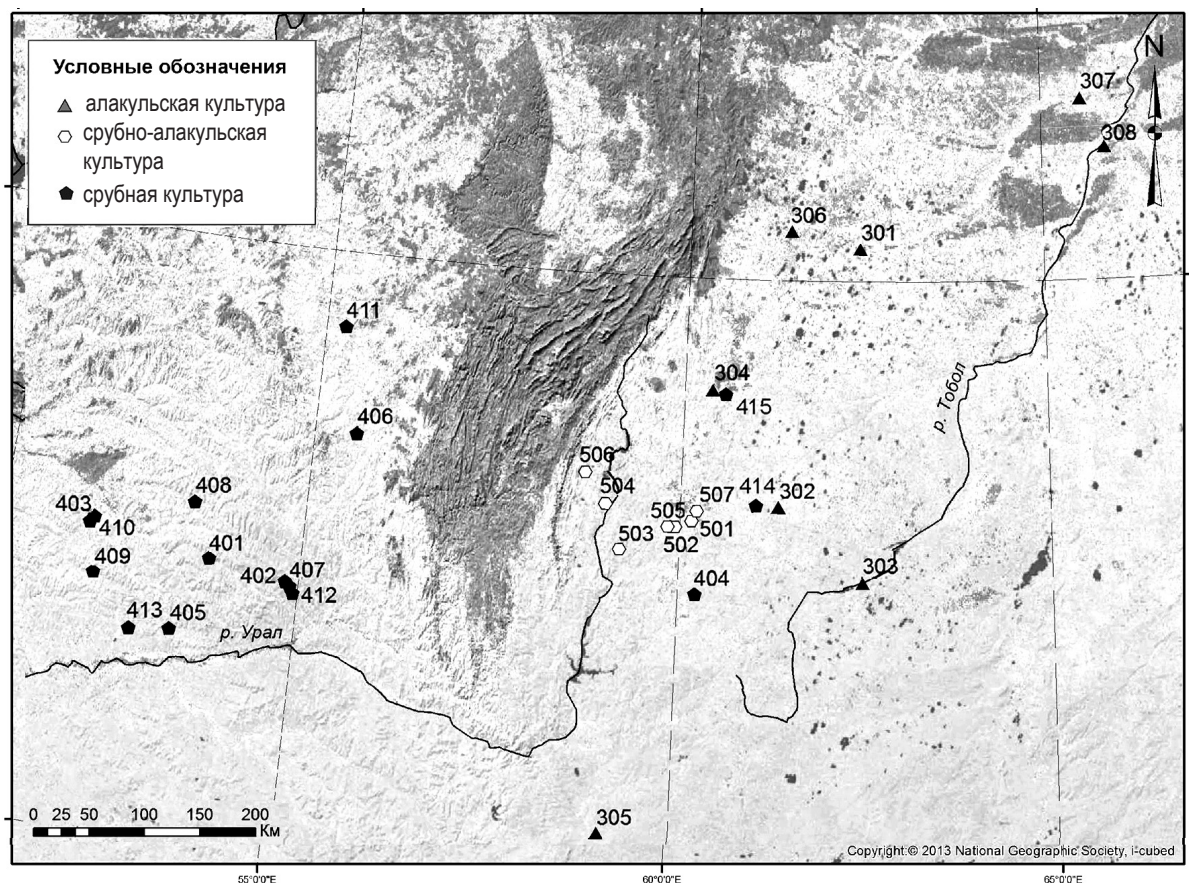 Условные обозначения
алакульская культура
срубно-алакульская
культура
срубная культура
N
307
308
306
301
411
304
415
р. Тобол
406
506
408
504
507
414
302
403
410
505
501
503
502
401
409
402
407
412
404
303
413
405
р. Урал
305
0 25 50 100 150 200
Км
Copyright:© 2013 National Geographic Society, i-cubed
55°0'0"E
60°0'0"E
65°0'0"E